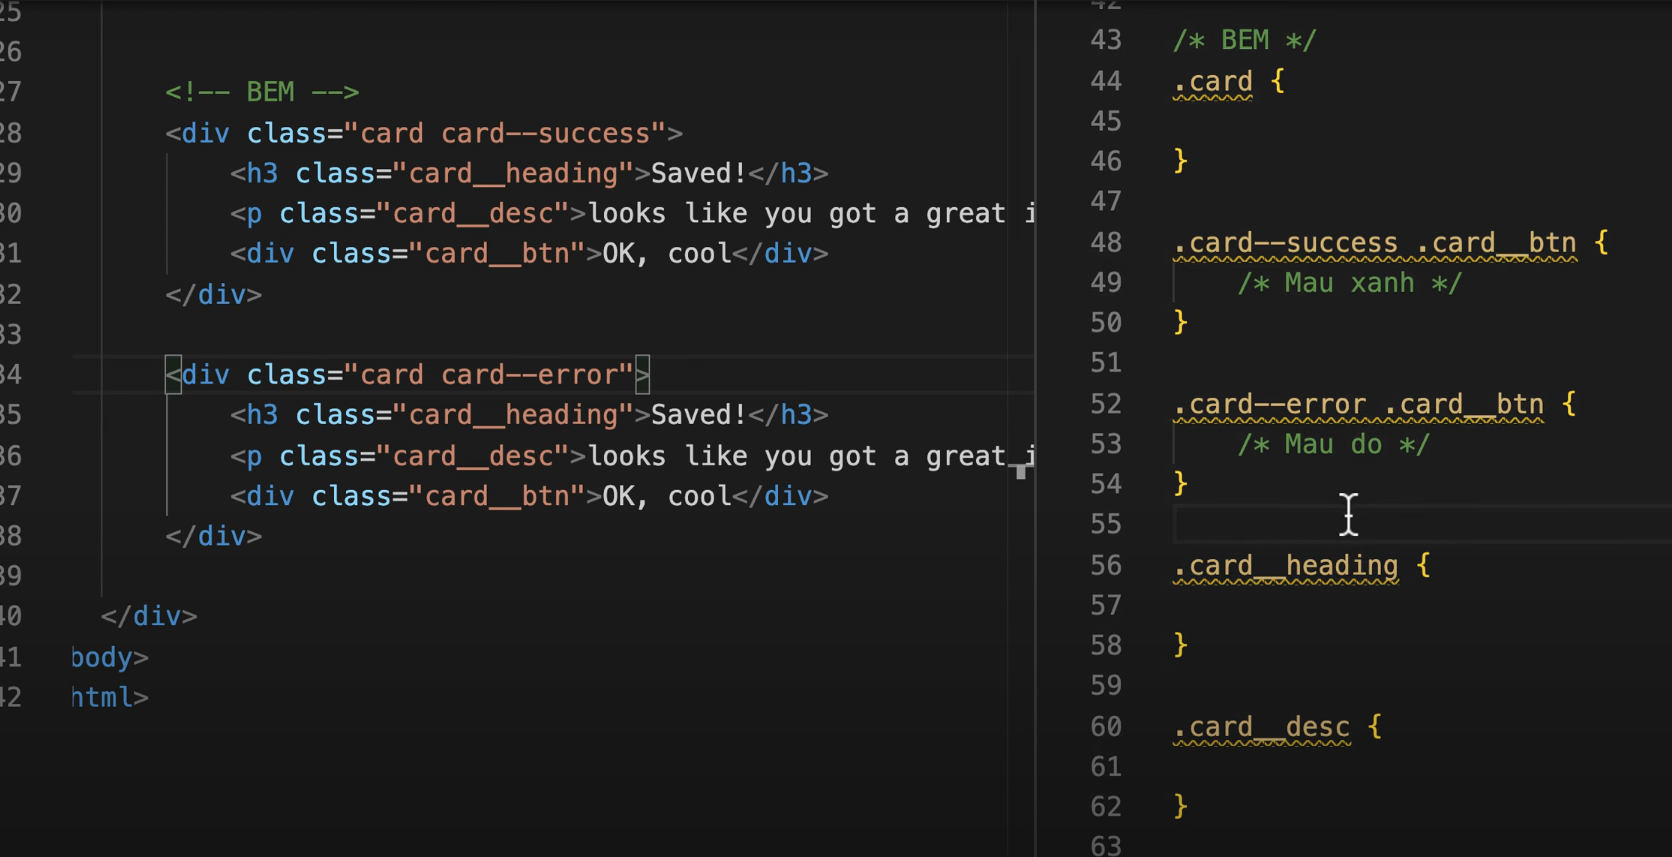 25
26
27 <!-- BEM -->
28 <div class="card card--success">
29 <h3 class="card__heading">Saved!</h3>
30 <p class="card__desc">looks like you got a great i
31 <div class="card__btn">OK, cool</div>
32 </div>
33
34 <div class="card card--error">
35 <h3 class="card__heading">Saved!</h3>
36 <p class="card__desc">looks like you got a great i
37 <div class="card__btn">OK, cool</div>
38 </div>
39
40 </div>
41 body>
42 html>
42
43 /* BEM */
44 .card {
45
46 }
47
48 .card--success .card__btn {
49 /* Mau xanh */
50 }
51
52 .card--error .card__btn {
53 /* Mau do */
54 }
55
56 .card__heading {
57
58 }
59
60 .card__desc {
61
62 }
63